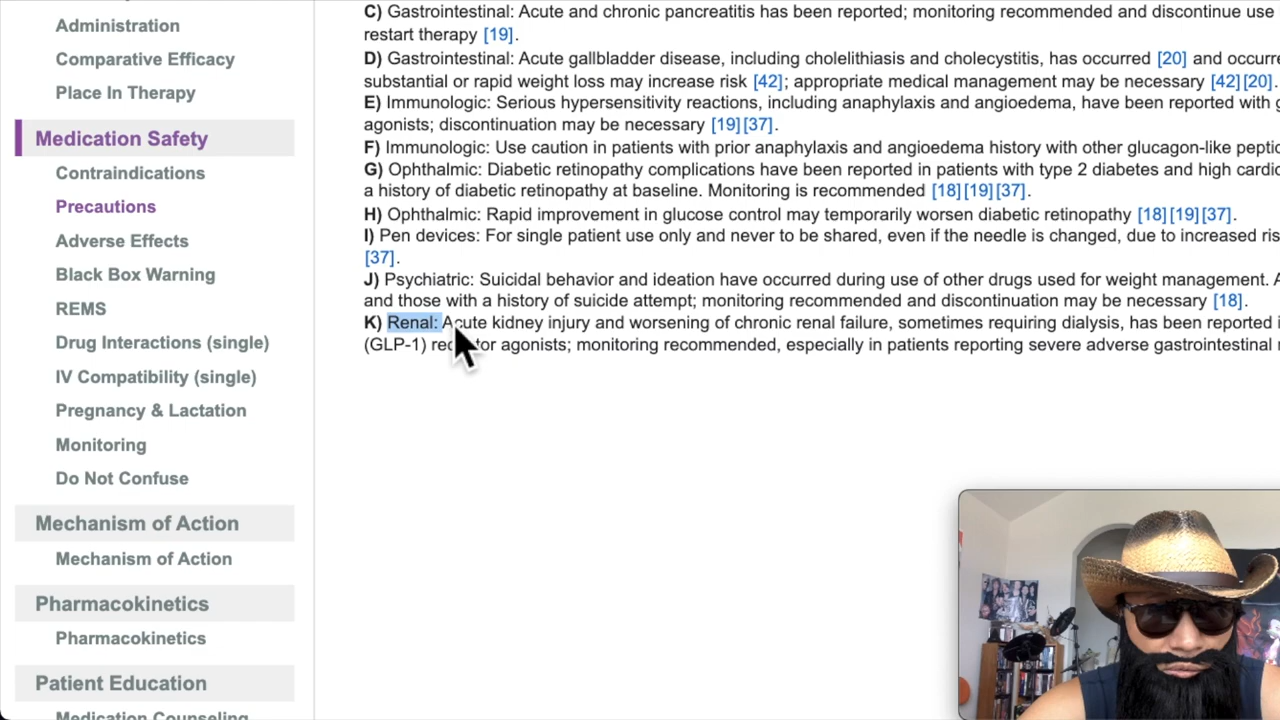 Administration
Comparative Efficacy
Place In Therapy
Medication Safety
Contraindications
Precautions
Adverse Effects
Black Box Warning
REMS
Drug Interactions (single)
IV Compatibility (single)
Pregnancy & Lactation
Monitoring
Do Not Confuse
Mechanism of Action
Mechanism of Action
Pharmacokinetics
Pharmacokinetics
Patient Education
Medication Counseling
C) Gastrointestinal: Acute and chronic pancreatitis has been reported; monitoring recommended and discontinue use
restart therapy [19].
D) Gastrointestinal: Acute gallbladder disease, including cholelithiasis and cholecystitis, has occurred [20] and occurre
substantial or rapid weight loss may increase risk [42]; appropriate medical management may be necessary [42][20].
E) Immunologic: Serious hypersensitivity reactions, including anaphylaxis and angioedema, have been reported with
agonists; discontinuation may be necessary [19][37].
F) Immunologic: Use caution in patients with prior anaphylaxis and angioedema history with other glucagon-like peptic
G) Ophthalmic: Diabetic retinopathy complications have been reported in patients with type 2 diabetes and high cardio
a history of diabetic retinopathy at baseline. Monitoring is recommended [18][19][37].
H) Ophthalmic: Rapid improvement in glucose control may temporarily worsen diabetic retinopathy [18][19][37].
I) Pen devices: For single patient use only and never to be shared, even if the needle is changed, due to increased ris
[37].
J) Psychiatric: Suicidal behavior and ideation have occurred during use of other drugs used for weight management. A
and those with a history of suicide attempt; monitoring recommended and discontinuation may be necessary [18].
K) Renal: Acute kidney injury and worsening of chronic renal failure, sometimes requiring dialysis, has been reported i
(GLP-1) agonists; monitoring recommended, especially in patients reporting severe adverse gastrointestinal